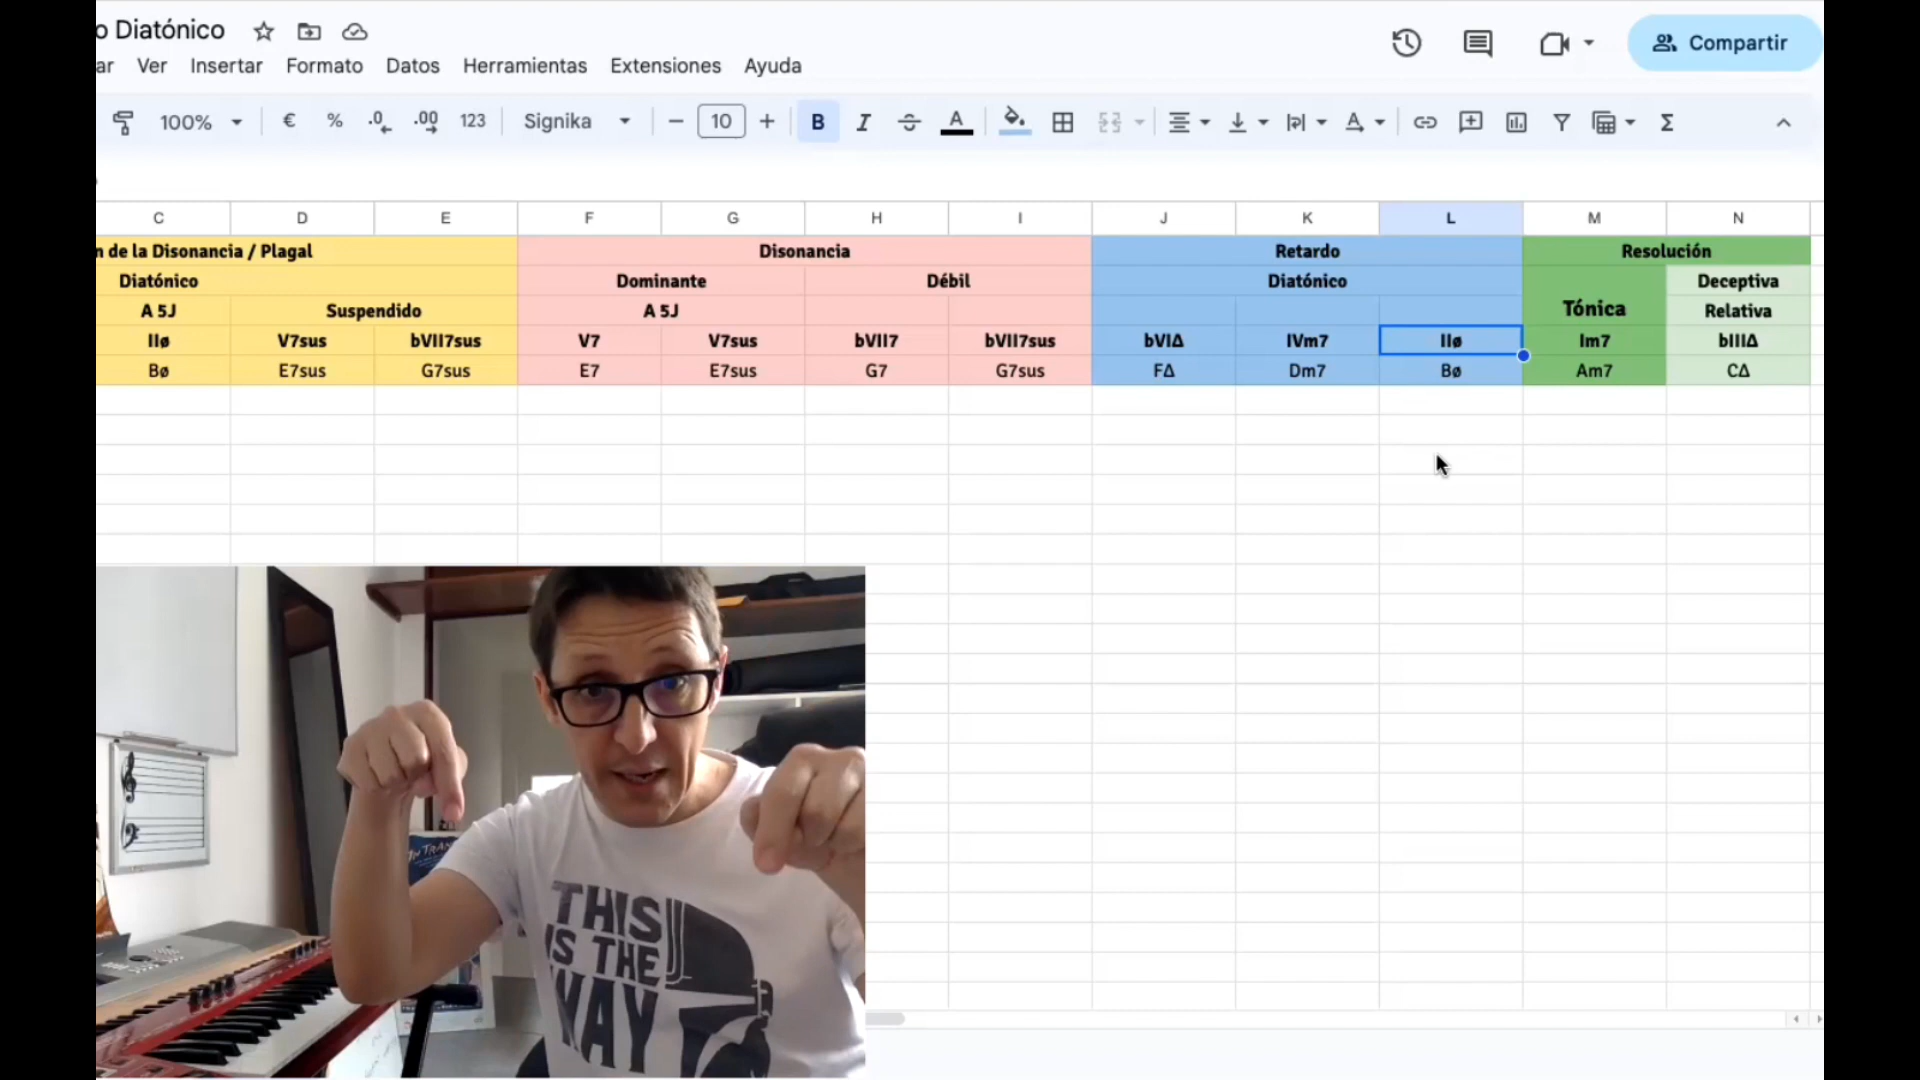 o Diatónico
Compartir
ar Ver Insertar Formato Datos Herramientas Extensiones Ayuda
100% € % .0 .00 123 Signika 10 B I A A Σ
C D E F G H I J K L M N
n de la Disonancia / Plagal Disonancia Retardo Resolución
Diatónico Dominante Débil Diatónico Deceptiva
A 5J Suspendido A 5J Tónica Relativa
IIø V7sus bVII7sus V7 V7sus bVII7 bVII7sus bVIΔ IVm7 IIø Im7 bIIIΔ
Bø E7sus G7sus E7 E7sus G7 G7sus FΔ Dm7 Bø Am7 CΔ
THIS
IS THE
WAY